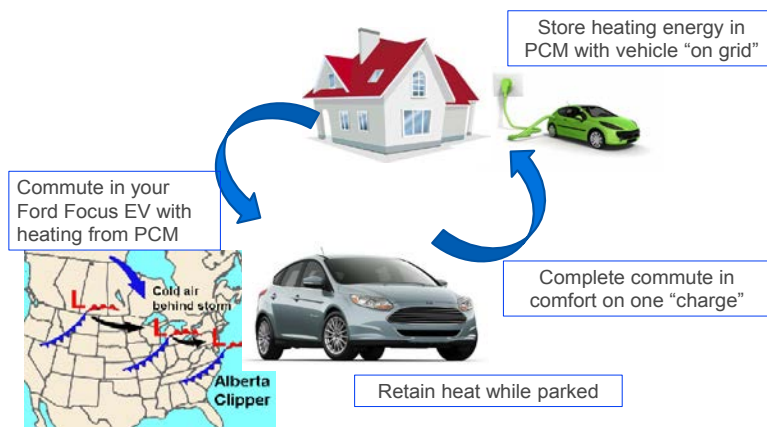 Store heating energy in
PCM with vehicle “on grid”
Commute in your
Ford Focus EV with
heating from PCM
L
Cold air
behind storm
L
L
Alberta
Clipper
Complete commute in
comfort on one “charge”
Retain heat while parked